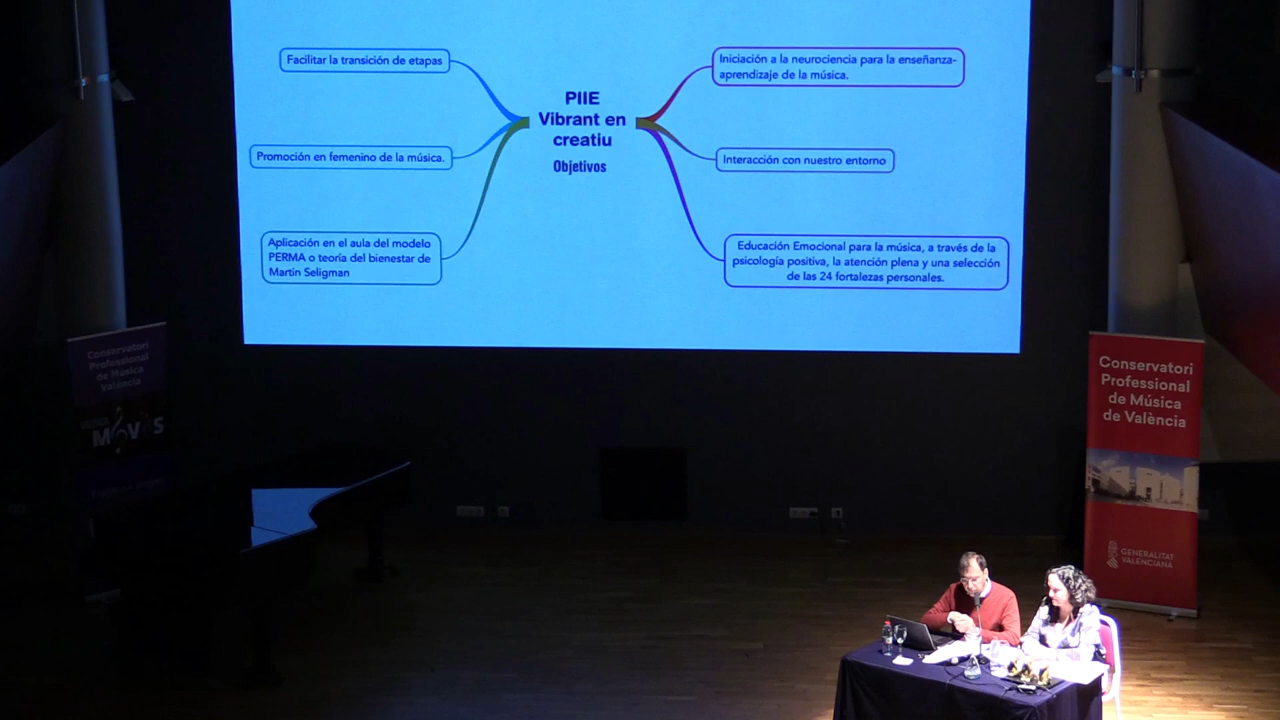 Facilitar la transición de etapas
Promoción en femenino de la música.
Aplicación en el aula del modelo
PERMA o teoría del bienestar de
Martín Seligman
PIIE
Vibrant en
creatiu
Objetivos
Iniciación a la neurociencia para la enseñanza-
aprendizaje de la música.
Interacción con nuestro entorno
Educación Emocional para la música, a través de la
psicología positiva, la atención plena y una selección
de las 24 fortalezas personales.
Conservatori
Professional
de Música
València
Conservatori
Professional
de Música
de València
GENERALITAT
VALENCIANA